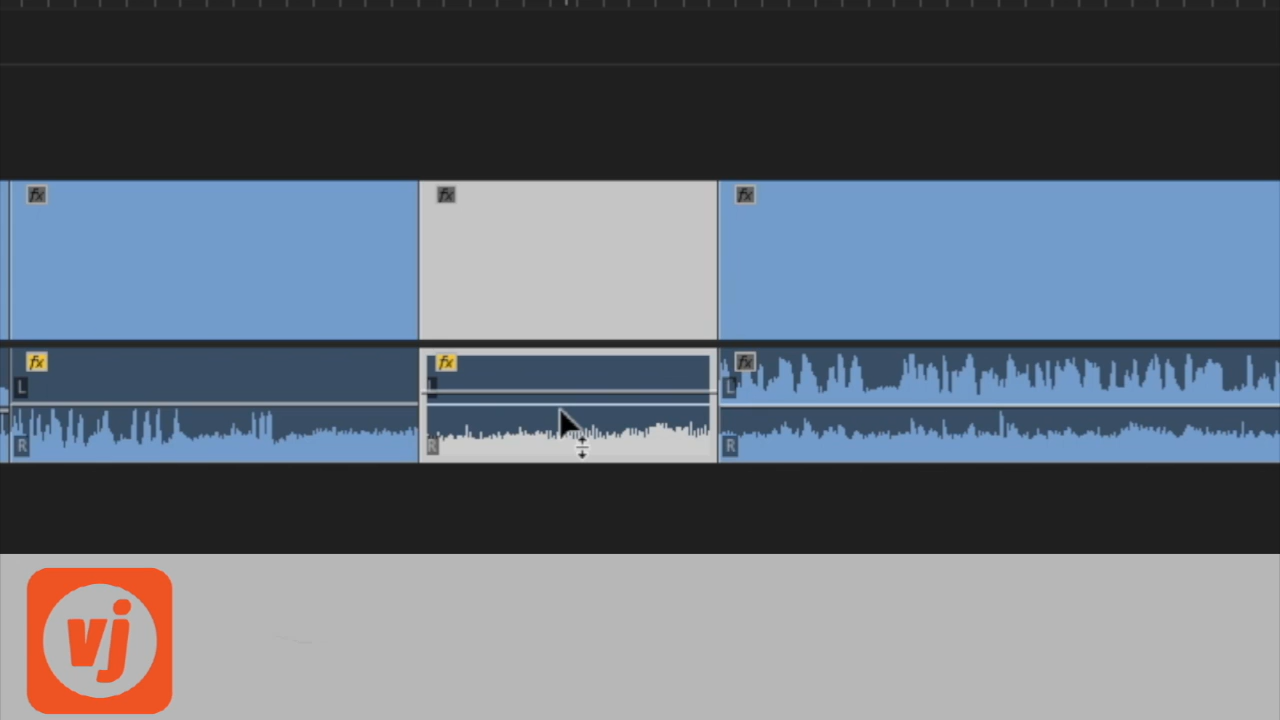 fx fx fx
fx fx fx
L L L
R R R
vj